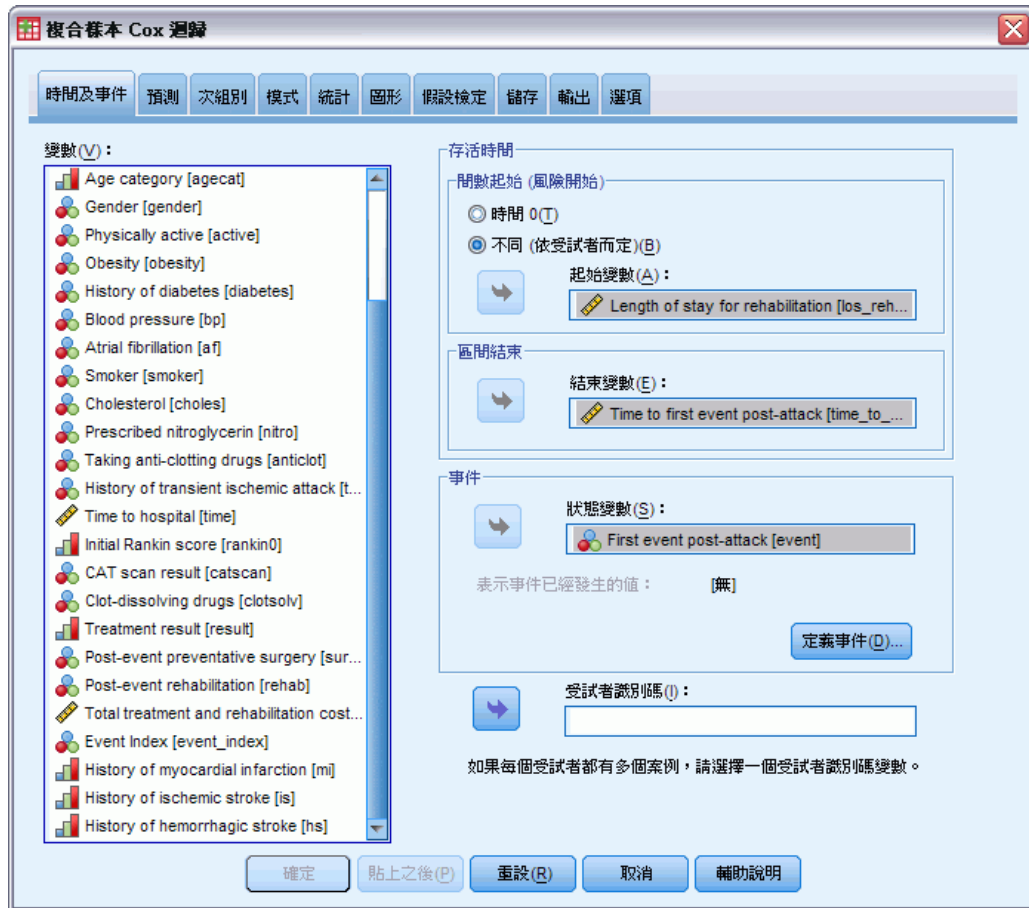 複合樣本 Cox 迴歸
時間及事件 預測 次組別 模式 統計 圖形 假設檢定 儲存 輸出 選項
變數(V)：
Age category [agecat]
Gender [gender]
Physically active [active]
Obesity [obesity]
History of diabetes [diabetes]
Blood pressure [bp]
Atrial fibrillation [af]
Smoker [smoker]
Cholesterol [choles]
Prescribed nitroglycerin [nitro]
Taking anti-clotting drugs [anticlot]
History of transient ischemic attack [t...
Time to hospital [time]
Initial Rankin score [rankin0]
CAT scan result [catscan]
Clot-dissolving drugs [clotsolv]
Treatment result [result]
Post-event preventative surgery [sur...
Post-event rehabilitation [rehab]
Total treatment and rehabilitation cost...
Event Index [event_index]
History of myocardial infarction [mi]
History of ischemic stroke [is]
History of hemorrhagic stroke [hs]
存活時間
間數起始 (風險開始)
時間 0(T)
不同 (依受試者而定)(B)
起始變數(A)：
Length of stay for rehabilitation [los_reh...
區間結束
結束變數(E)：
Time to first event post-attack [time_to_...
事件
狀態變數(S)：
First event post-attack [event]
表示事件已經發生的值： [無]
定義事件(D)...
受試者識別碼(I)：
如果每個受試者都有多個案例，請選擇一個受試者識別碼變數。
確定 貼上之後(P) 重設(R) 取消 輔助說明